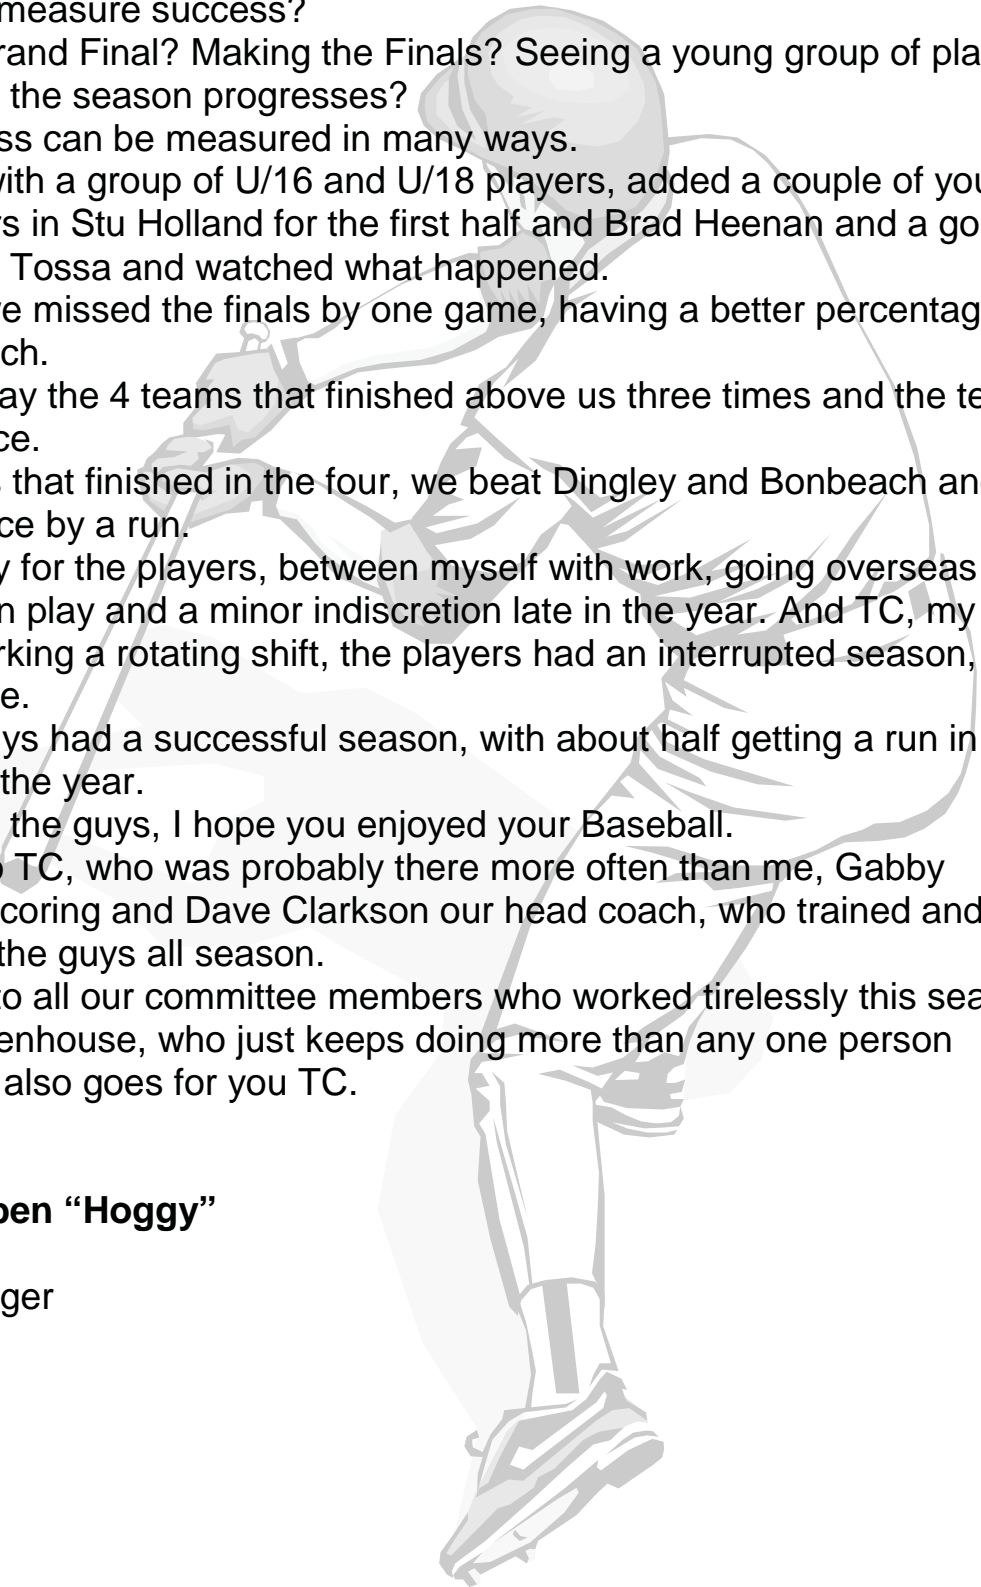 measure success?
rand Final? Making the Finals? Seeing a young group of pla
the season progresses?
ss can be measured in many ways.
with a group of U/16 and U/18 players, added a couple of you
rs in Stu Holland for the first half and Brad Heenan and a go
Tossa and watched what happened.
e missed the finals by one game, having a better percentag
ch.
ay the 4 teams that finished above us three times and the te
ce.
s that finished in the four, we beat Dingley and Bonbeach and
ce by a run.
y for the players, between myself with work, going overseas
n play and a minor indiscretion late in the year. And TC, my
rking a rotating shift, the players had an interrupted season,
e.
ys had a successful season, with about half getting a run in
the year.
the guys, I hope you enjoyed your Baseball.
o TC, who was probably there more often than me, Gabby
coring and Dave Clarkson our head coach, who trained and
the guys all season.
to all our committee members who worked tirelessly this sea
enhouse, who just keeps doing more than any one person
also goes for you TC.
ben “Hoggy”
ger